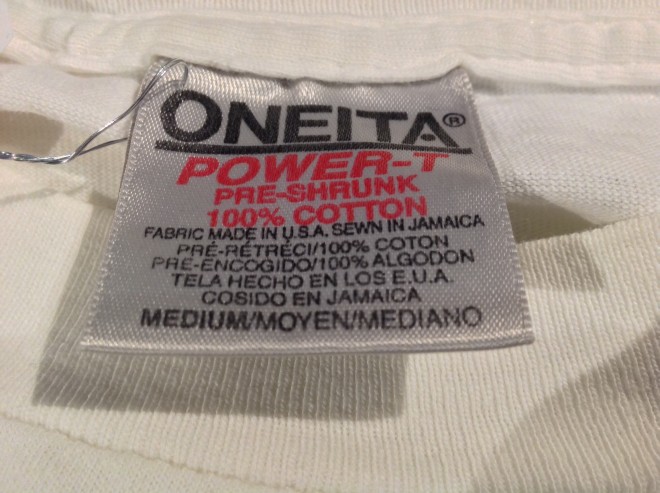 ONEITA®
POWER-T
PRE-SHRUNK
100% COTTON
FABRIC MADE IN U.S.A. SEWN IN JAMAICA
PRÉ-RÉTRÉCI/100% COTON
PRE-ENCOGIDO/100% ALGODON
TELA HECHO EN LOS E.U.A.
COSIDO EN JAMAICA
MEDIUM/MOYEN/MEDIANO